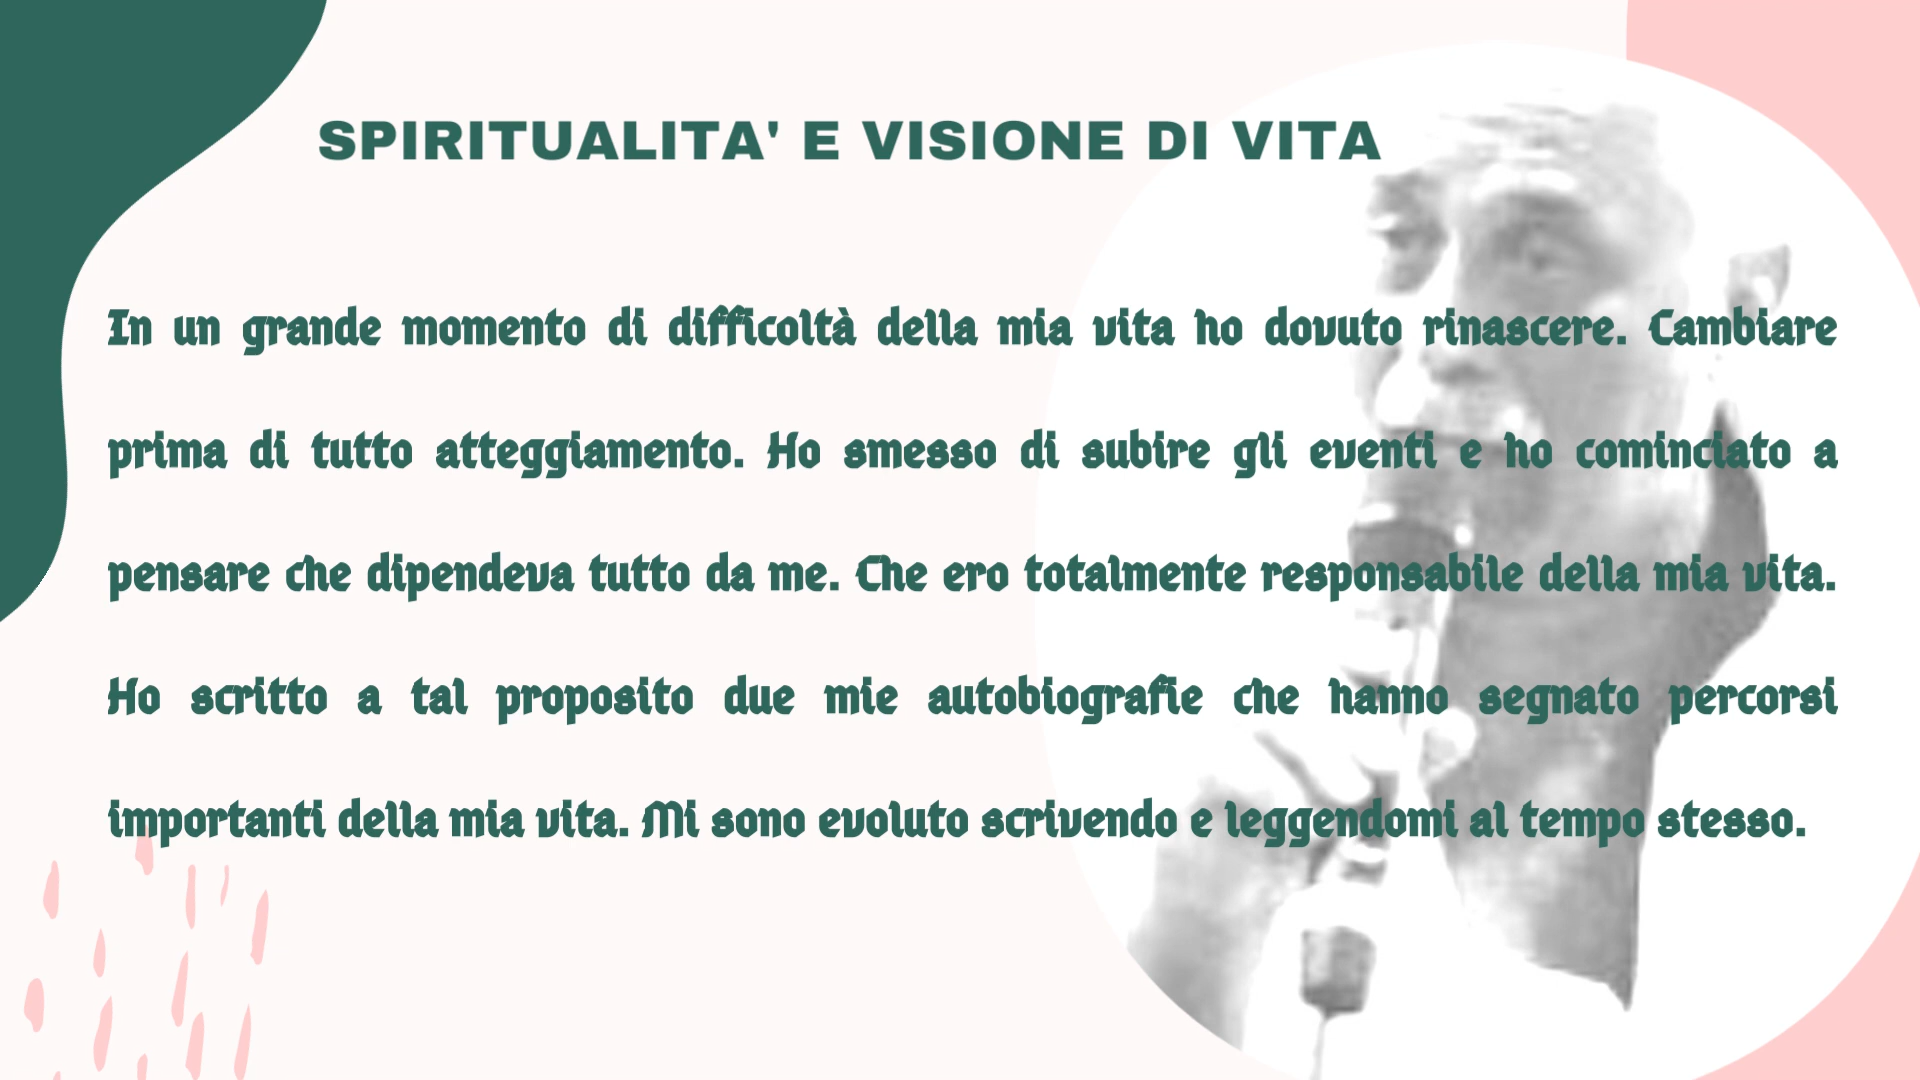 SPIRITUALITA' E VISIONE DI VITA
In un grande momento di difficoltà della mia vita ho dovuto rinascere. Cambiare
prima di tutto atteggiamento. Ho smesso di subire gli eventi e ho cominciato a
pensare che dipendeva tutto da me. Che ero totalmente responsabile della mia vita.
Ho scritto a tal proposito due mie autobiografie che hanno segnato percorsi
importanti della mia vita. Mi sono evoluto scrivendo e leggendomi al tempo stesso.